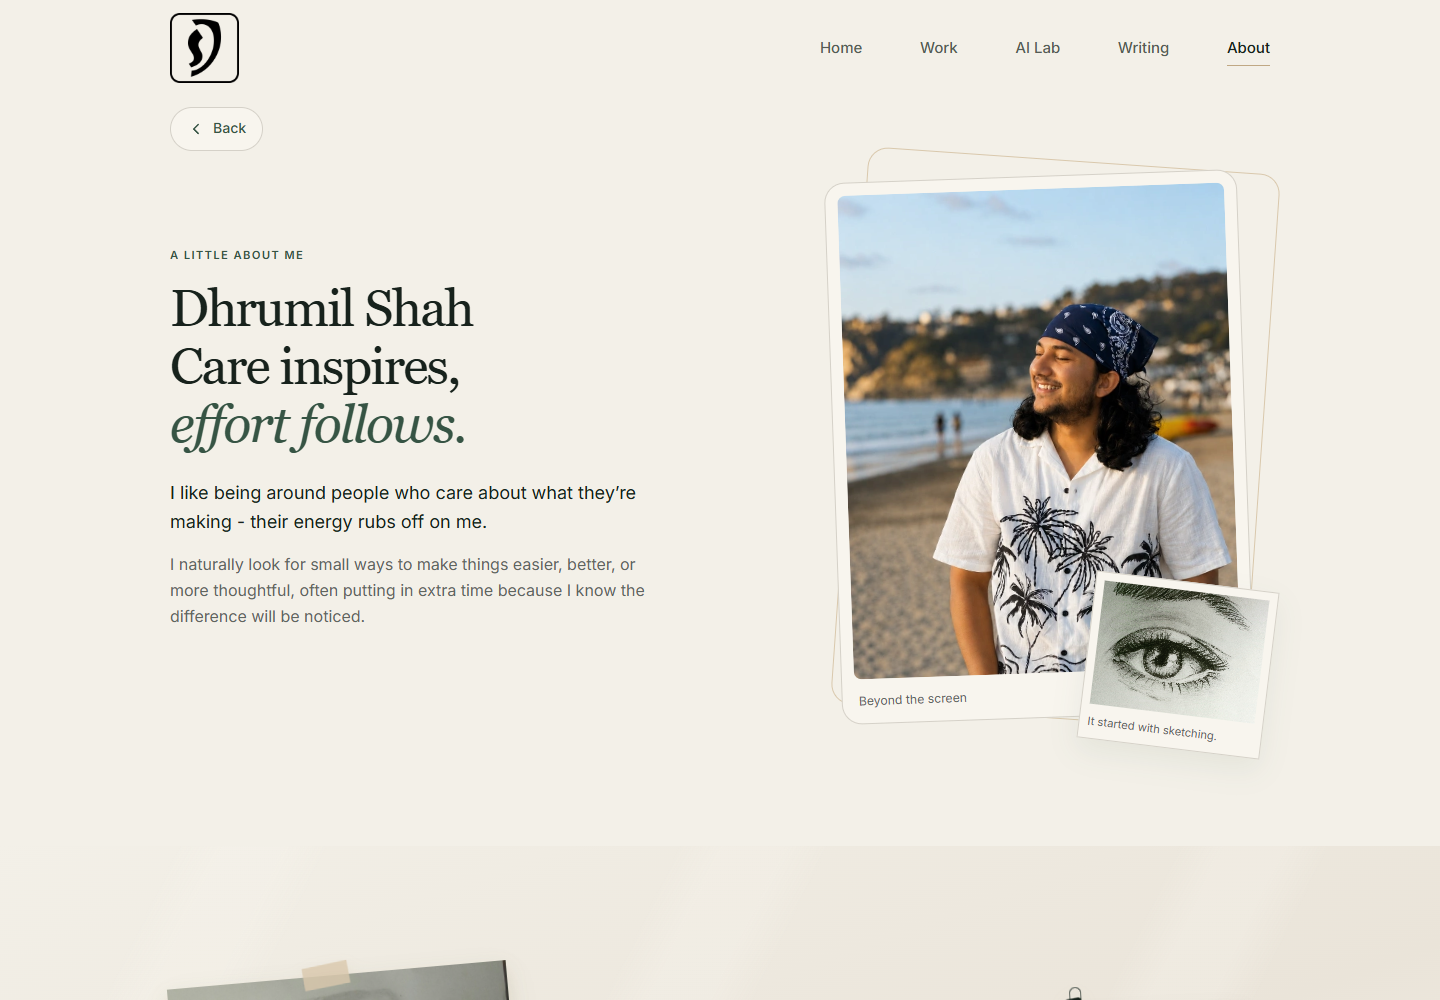 Home
Work
AI Lab
Writing
About
Back
A LITTLE ABOUT ME
Dhrumil Shah
Care inspires,
effort follows.
I like being around people who care about what they’re
making - their energy rubs off on me.
I naturally look for small ways to make things easier, better, or
more thoughtful, often putting in extra time because I know the
difference will be noticed.
Beyond the screen
It started with sketching.